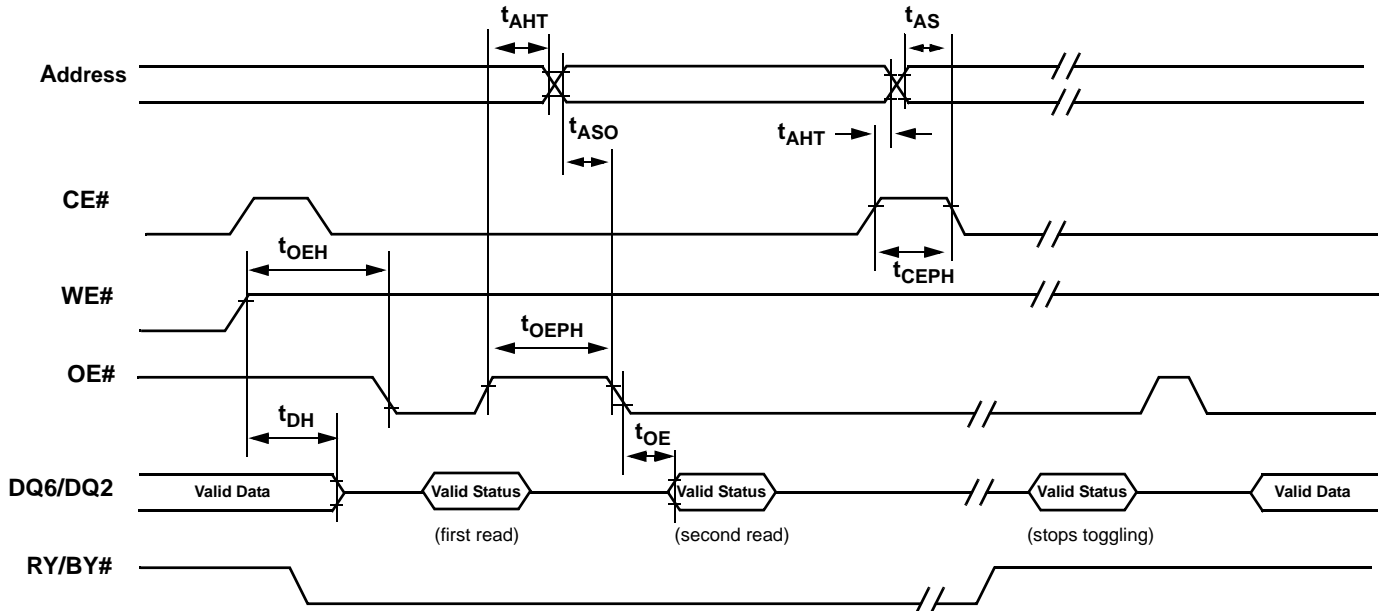 tAHT
tAS
Address
tASO
tAHT
CE#
tOEH
tCEPH
WE#
tOEPH
OE#
tDH
tOE
DQ6/DQ2
Valid Data
Valid Status
Valid Status
Valid Status
Valid Data
(first read)
(second read)
(stops toggling)
RY/BY#